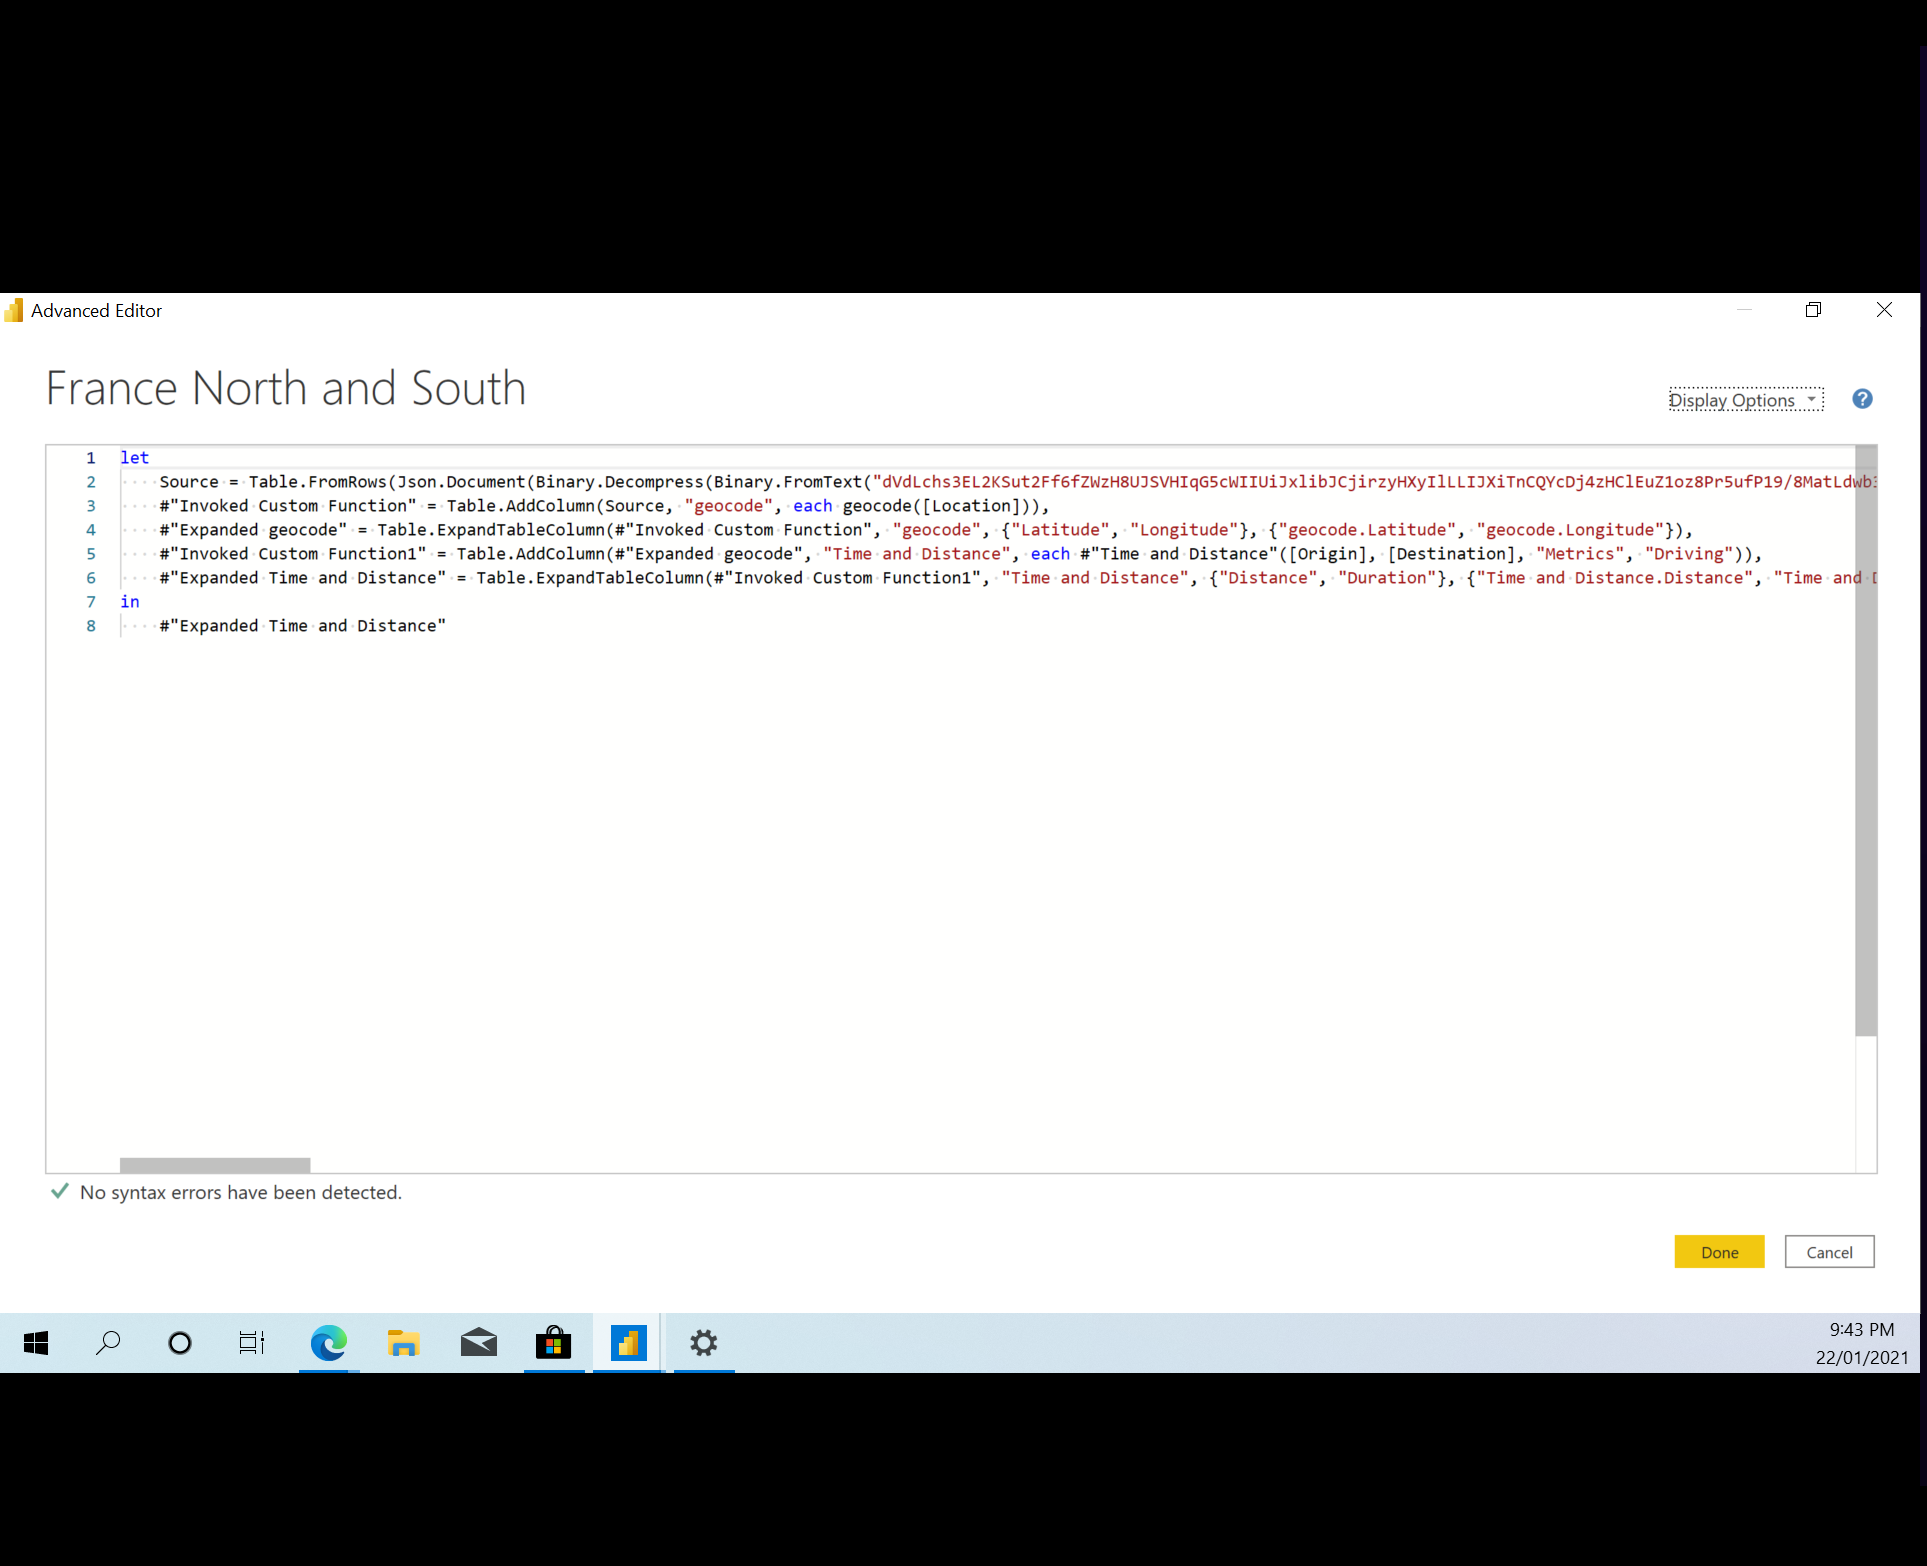 Advanced Editor
France North and South
Display Options
?
1 let
2 Source = Table.FromRows(Json.Document(Binary.Decompress(Binary.FromText("dVdLchs3EL2KSut2Ff6fZWzH8UJSVHIqG5cWIIUiJxlibJCjirzyHXyIlLLIJXiTnCQYcDj4zHClEuZ1oz8Pr5ufP19/8MatLdwb
3 #"Invoked Custom Function" = Table.AddColumn(Source, "geocode", each geocode([Location])),
4 #"Expanded geocode" = Table.ExpandTableColumn(#"Invoked Custom Function", "geocode", {"Latitude", "Longitude"}, {"geocode.Latitude", "geocode.Longitude"}),
5 #"Invoked Custom Function1" = Table.AddColumn(#"Expanded geocode", "Time and Distance", each #"Time and Distance"([Origin], [Destination], "Metrics", "Driving")),
6 #"Expanded Time and Distance" = Table.ExpandTableColumn(#"Invoked Custom Function1", "Time and Distance", {"Distance", "Duration"}, {"Time and Distance.Distance", "Time and
7 in
8 #"Expanded Time and Distance"
No syntax errors have been detected.
Done
Cancel
9:43 PM
22/01/2021